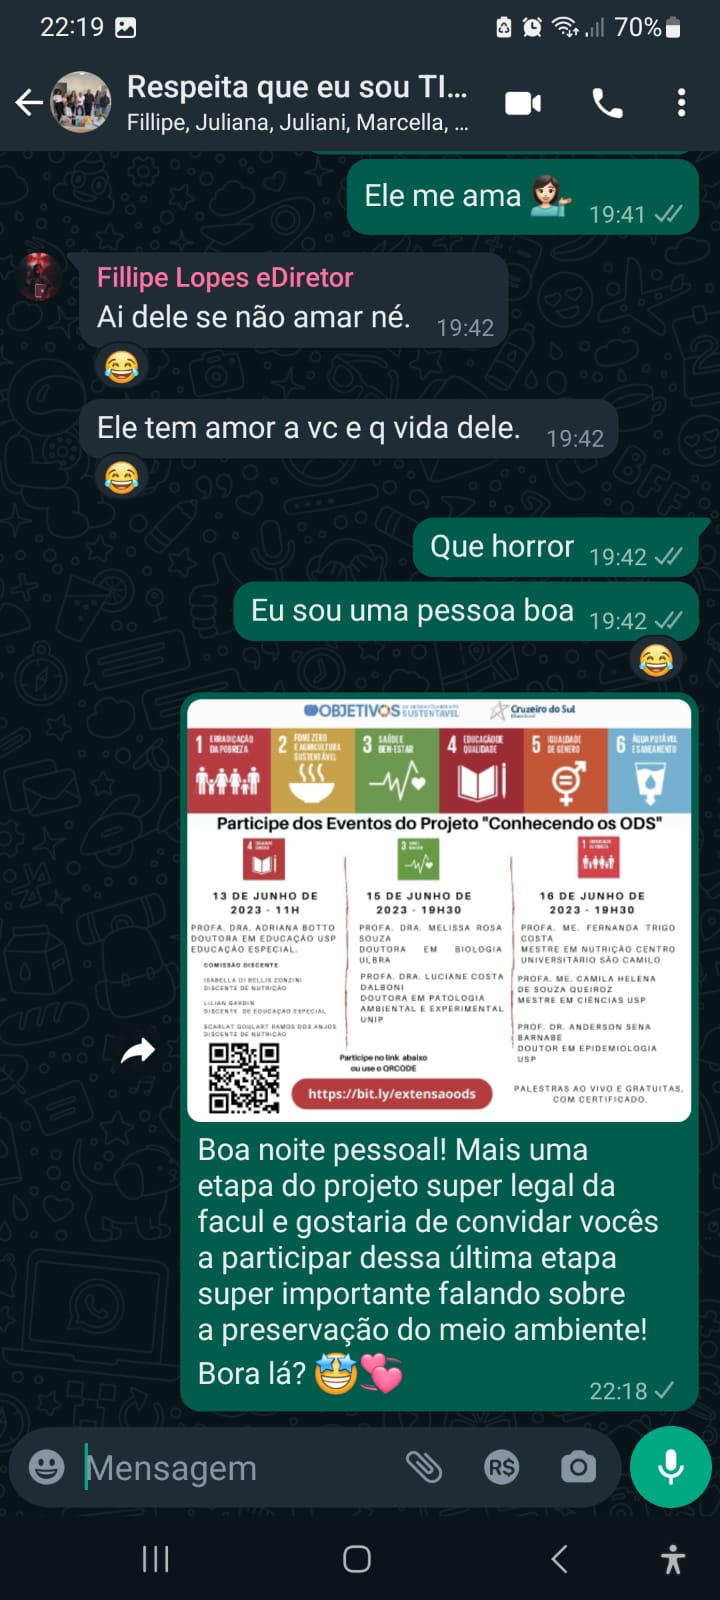 22:19
70%
Respeita que eu sou TI...
Fillipe, Juliana, Juliani, Marcella, ...
Ele me ama 💁🏻‍♀️ 19:41
Fillipe Lopes eDiretor
Ai dele se não amar né. 19:42
😂
Ele tem amor a vc e q vida dele. 19:42
😂
Que horror 19:42
Eu sou uma pessoa boa 19:42
😂
OBJETIVOS DE DESENVOLVIMENTO SUSTENTÁVEL
Cruzeiro do Sul
1 ERRADICAÇÃO DA POBREZA
2 FOME ZERO E AGRICULTURA SUSTENTÁVEL
3 SAÚDE E BEM-ESTAR
4 EDUCAÇÃO DE QUALIDADE
5 IGUALDADE DE GÊNERO
6 ÁGUA POTÁVEL E SANEAMENTO
Participe dos Eventos do Projeto "Conhecendo os ODS"
4
13 DE JUNHO DE
2023 - 11H
PROFA. DRA. ADRIANA BOTTO
DOUTORA EM EDUCAÇÃO USP
EDUCAÇÃO ESPECIAL.
COMISSÃO DISCENTE
ISABELLA DI BELLIS ZONZINI
DISCENTE DE NUTRIÇÃO
LILIAN GARDIN
DISCENTE DE EDUCAÇÃO ESPECIAL
SCARLAT GOULART RAMOS DOS ANJOS
DISCENTE DE NUTRIÇÃO
3
15 DE JUNHO DE
2023 - 19H30
PROFA. DRA. MELISSA ROSA
SOUZA
DOUTORA EM BIOLOGIA
ULBRA
PROFA. DRA. LUCIANE COSTA
DALBONI
DOUTORA EM PATOLOGIA
AMBIENTAL E EXPERIMENTAL
UNIP
1
16 DE JUNHO DE
2023 - 19H30
PROFA. ME. FERNANDA TRIGO
COSTA
MESTRE EM NUTRIÇÃO CENTRO
UNIVERSITÁRIO SÃO CAMILO
PROFA. ME. CAMILA HELENA
DE SOUZA QUEIROZ
MESTRE EM CIÊNCIAS USP
PROF. DR. ANDERSON SENA
BARNABÉ
DOUTOR EM EPIDEMIOLOGIA
USP
Participe no link abaixo
ou use o QRCODE
https://bit.ly/extensaoods
PALESTRAS AO VIVO E GRATUITAS,
COM CERTIFICADO.
Boa noite pessoal! Mais uma
etapa do projeto super legal da
facul e gostaria de convidar vocês
a participar dessa última etapa
super importante falando sobre
a preservação do meio ambiente!
Bora lá? 🤩💞 22:18
Mensagem
R$